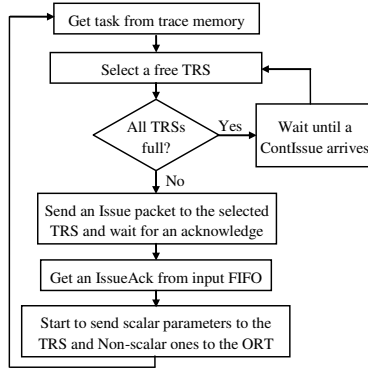 Get task from trace memory
Select a free TRS
All TRSs
full?
Yes
Wait until a
ContIssue arrives
No
Send an Issue packet to the selected
TRS and wait for an acknowledge
Get an IssueAck from input FIFO
Start to send scalar parameters to the
TRS and Non-scalar ones to the ORT